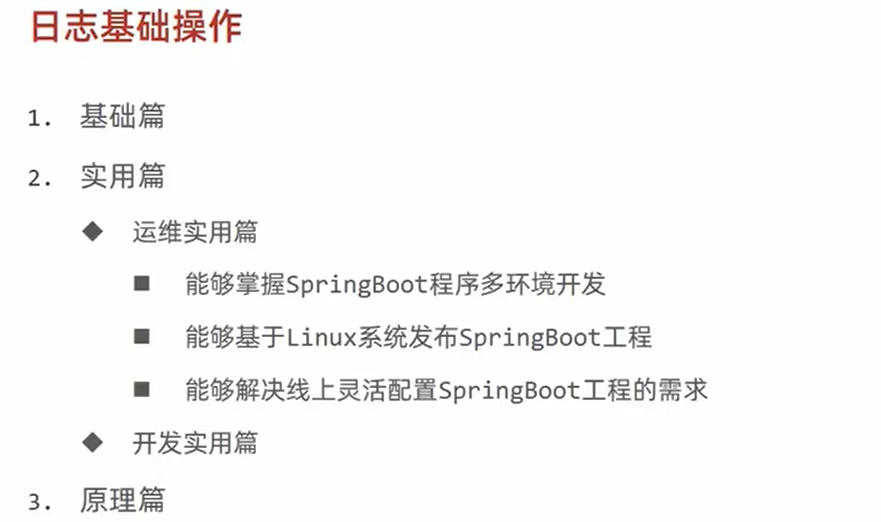 日志基础操作
1. 基础篇
2. 实用篇
◆ 运维实用篇
■ 能够掌握SpringBoot程序多环境开发
■ 能够基于Linux系统发布SpringBoot工程
■ 能够解决线上灵活配置SpringBoot工程的需求
◆ 开发实用篇
3. 原理篇